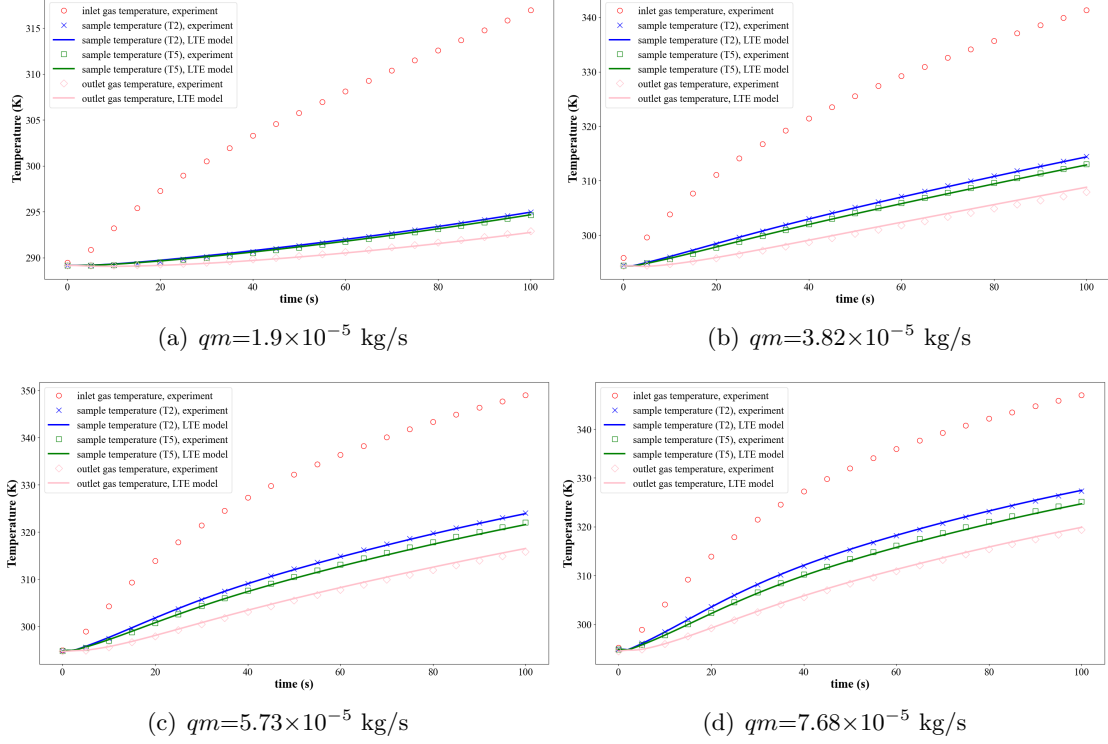 inlet gas temperature, experiment
sample temperature (T2), experiment
sample temperature (T2), LTE model
sample temperature (T5), experiment
sample temperature (T5), LTE model
outlet gas temperature, experiment
outlet gas temperature, LTE model
Temperature (K)
315
310
305
300
295
290
0 20 40 60 80 100
time (s)
(a) qm=1.9×10⁻⁵ kg/s
inlet gas temperature, experiment
sample temperature (T2), experiment
sample temperature (T2), LTE model
sample temperature (T5), experiment
sample temperature (T5), LTE model
outlet gas temperature, experiment
outlet gas temperature, LTE model
Temperature (K)
340
330
320
310
300
0 20 40 60 80 100
time (s)
(b) qm=3.82×10⁻⁵ kg/s
inlet gas temperature, experiment
sample temperature (T2), experiment
sample temperature (T2), LTE model
sample temperature (T5), experiment
sample temperature (T5), LTE model
outlet gas temperature, experiment
outlet gas temperature, LTE model
Temperature (K)
350
340
330
320
310
300
0 20 40 60 80 100
time (s)
(c) qm=5.73×10⁻⁵ kg/s
inlet gas temperature, experiment
sample temperature (T2), experiment
sample temperature (T2), LTE model
sample temperature (T5), experiment
sample temperature (T5), LTE model
outlet gas temperature, experiment
outlet gas temperature, LTE model
Temperature (K)
340
330
320
310
300
0 20 40 60 80 100
time (s)
(d) qm=7.68×10⁻⁵ kg/s